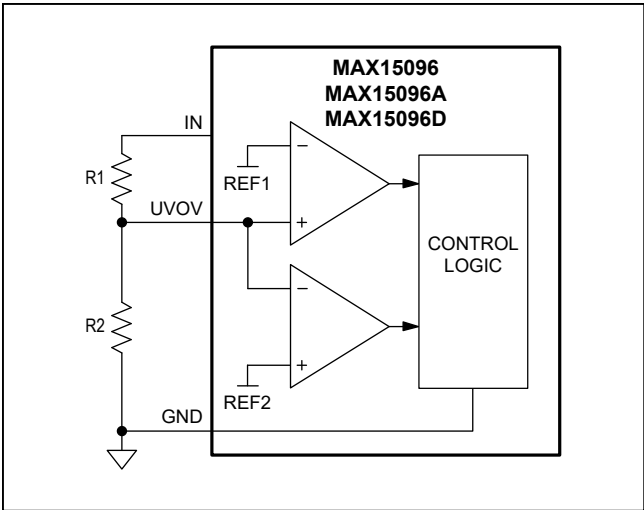 MAX15096
MAX15096A
MAX15096D
IN
−
R1
REF1
UVOV
+
CONTROL
LOGIC
−
R2
+
REF2
GND